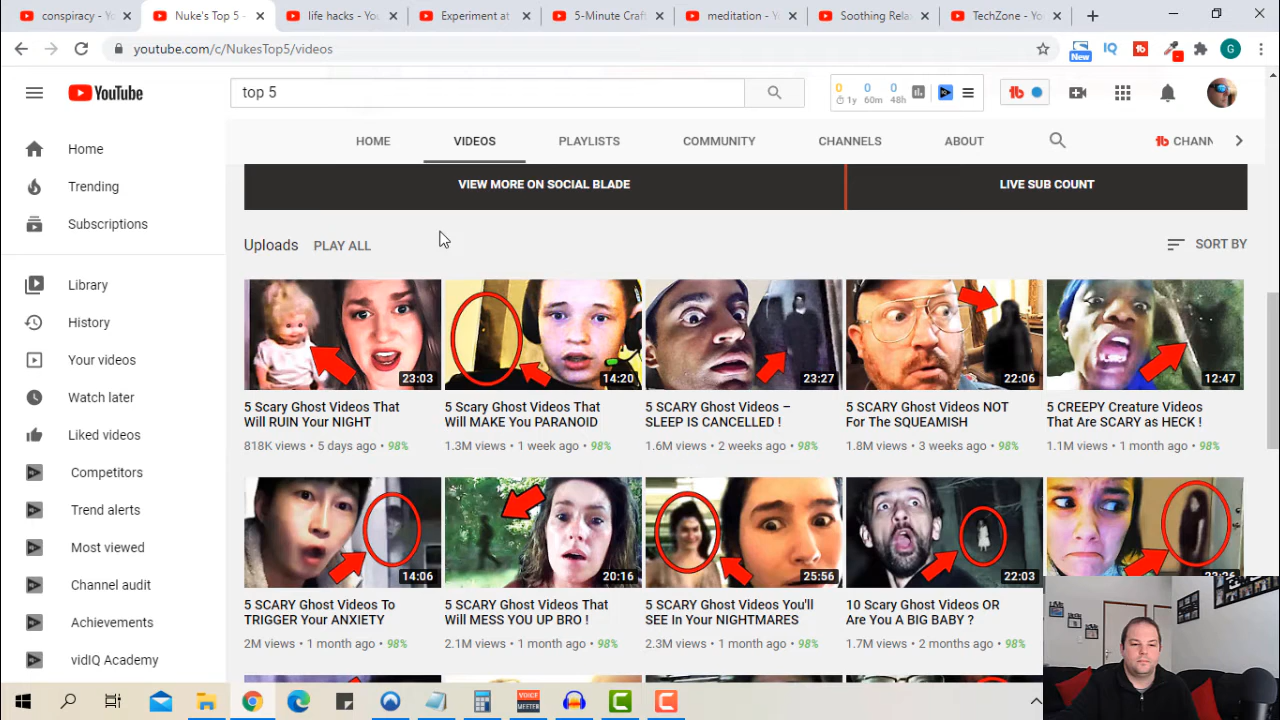 conspiracy - Yo
Nuke's Top 5 -
life hacks - You
Experiment at
5-Minute Craf
meditation - Yo
Soothing Rela
TechZone - You
youtube.com/c/NukesTop5/videos
New
IQ
G
YouTube
top 5
0 0 0
1y 60m 48h
tb
HOME
VIDEOS
PLAYLISTS
COMMUNITY
CHANNELS
ABOUT
tb CHANN
Home
Trending
Subscriptions
Library
History
Your videos
Watch later
Liked videos
Competitors
Trend alerts
Most viewed
Channel audit
Achievements
vidIQ Academy
VIEW MORE ON SOCIAL BLADE
LIVE SUB COUNT
Uploads
PLAY ALL
SORT BY
23:03
5 Scary Ghost Videos That
Will RUIN Your NIGHT
818K views • 5 days ago • 98%
14:20
5 Scary Ghost Videos That
Will MAKE You PARANOID
1.3M views • 1 week ago • 98%
23:27
5 SCARY Ghost Videos –
SLEEP IS CANCELLED !
1.6M views • 2 weeks ago • 98%
22:06
5 SCARY Ghost Videos NOT
For The SQUEAMISH
1.8M views • 3 weeks ago • 98%
12:47
5 CREEPY Creature Videos
That Are SCARY as HECK !
1.1M views • 1 month ago • 98%
14:06
5 SCARY Ghost Videos To
TRIGGER Your ANXIETY
2M views • 1 month ago • 98%
20:16
5 SCARY Ghost Videos That
Will MESS YOU UP BRO !
2.1M views • 1 month ago • 98%
25:56
5 SCARY Ghost Videos You'll
SEE In Your NIGHTMARES
2.3M views • 1 month ago • 98%
22:03
10 Scary Ghost Videos OR
Are You A BIG BABY ?
1.7M views • 2 months ago • 98%
VOICE
MEETER